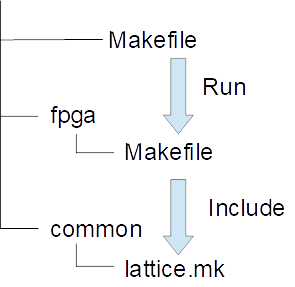 Makefile
Run
fpga
Makefile
Include
common
lattice.mk